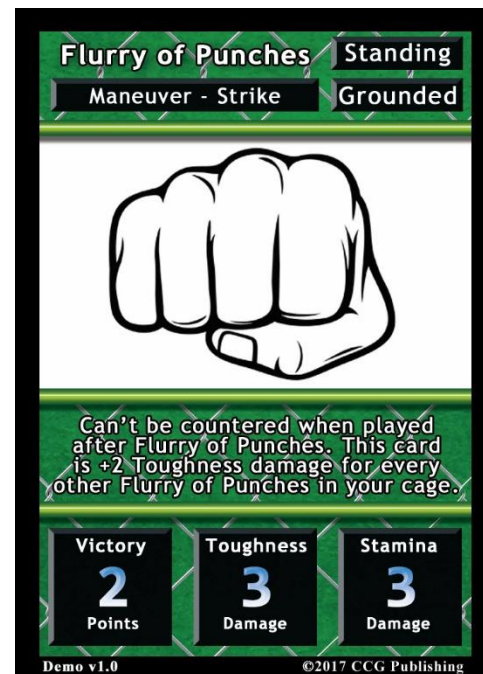 Flurry of Punches
Standing
Maneuver - Strike
Grounded
Can't be countered when played
after Flurry of Punches. This card
is +2 Toughness damage for every
other Flurry of Punches in your cage.
Victory
2
Points
Toughness
3
Damage
Stamina
3
Damage
Demo v1.0
©2017 CCG Publishing